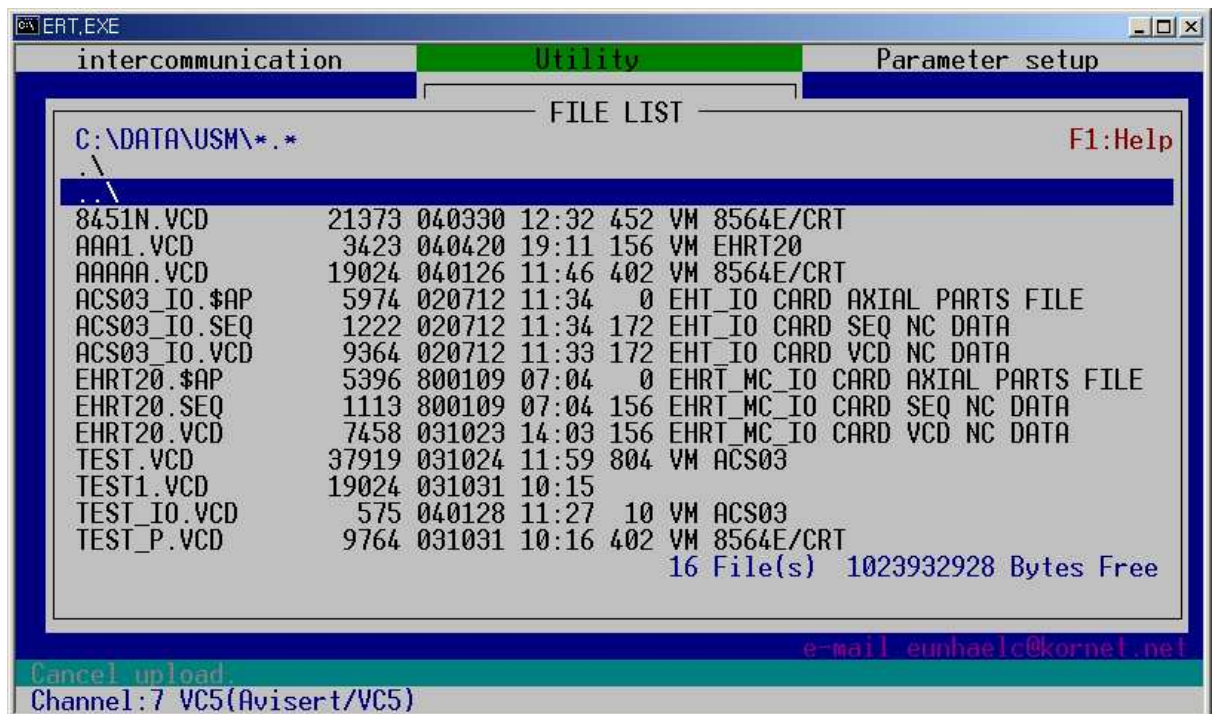 ERT.EXE
intercommunication Utility Parameter setup
FILE LIST
C:\DATA\USM\*.* F1:Help
.\
..\
8451N.VCD 21373 040330 12:32 452 VM 8564E/CRT
AAA1.VCD 3423 040420 19:11 156 VM EHRT20
AAAAA.VCD 19024 040126 11:46 402 VM 8564E/CRT
ACS03_IO.$AP 5974 020712 11:34 0 EHT_IO CARD AXIAL PARTS FILE
ACS03_IO.SEQ 1222 020712 11:34 172 EHT_IO CARD SEQ NC DATA
ACS03_IO.VCD 9364 020712 11:33 172 EHT_IO CARD VCD NC DATA
EHRT20.$AP 5396 800109 07:04 0 EHRT_MC_IO CARD AXIAL PARTS FILE
EHRT20.SEQ 1113 800109 07:04 156 EHRT_MC_IO CARD SEQ NC DATA
EHRT20.VCD 7458 031023 14:03 156 EHRT_MC_IO CARD VCD NC DATA
TEST.VCD 37919 031024 11:59 804 VM ACS03
TEST1.VCD 19024 031031 10:15
TEST_IO.VCD 575 040128 11:27 10 VM ACS03
TEST_P.VCD 9764 031031 10:16 402 VM 8564E/CRT
16 File(s) 1023932928 Bytes Free
e-mail eunhaelc@kornet.net
Cancel upload.
Channel:7 VC5(Avisert/VC5)